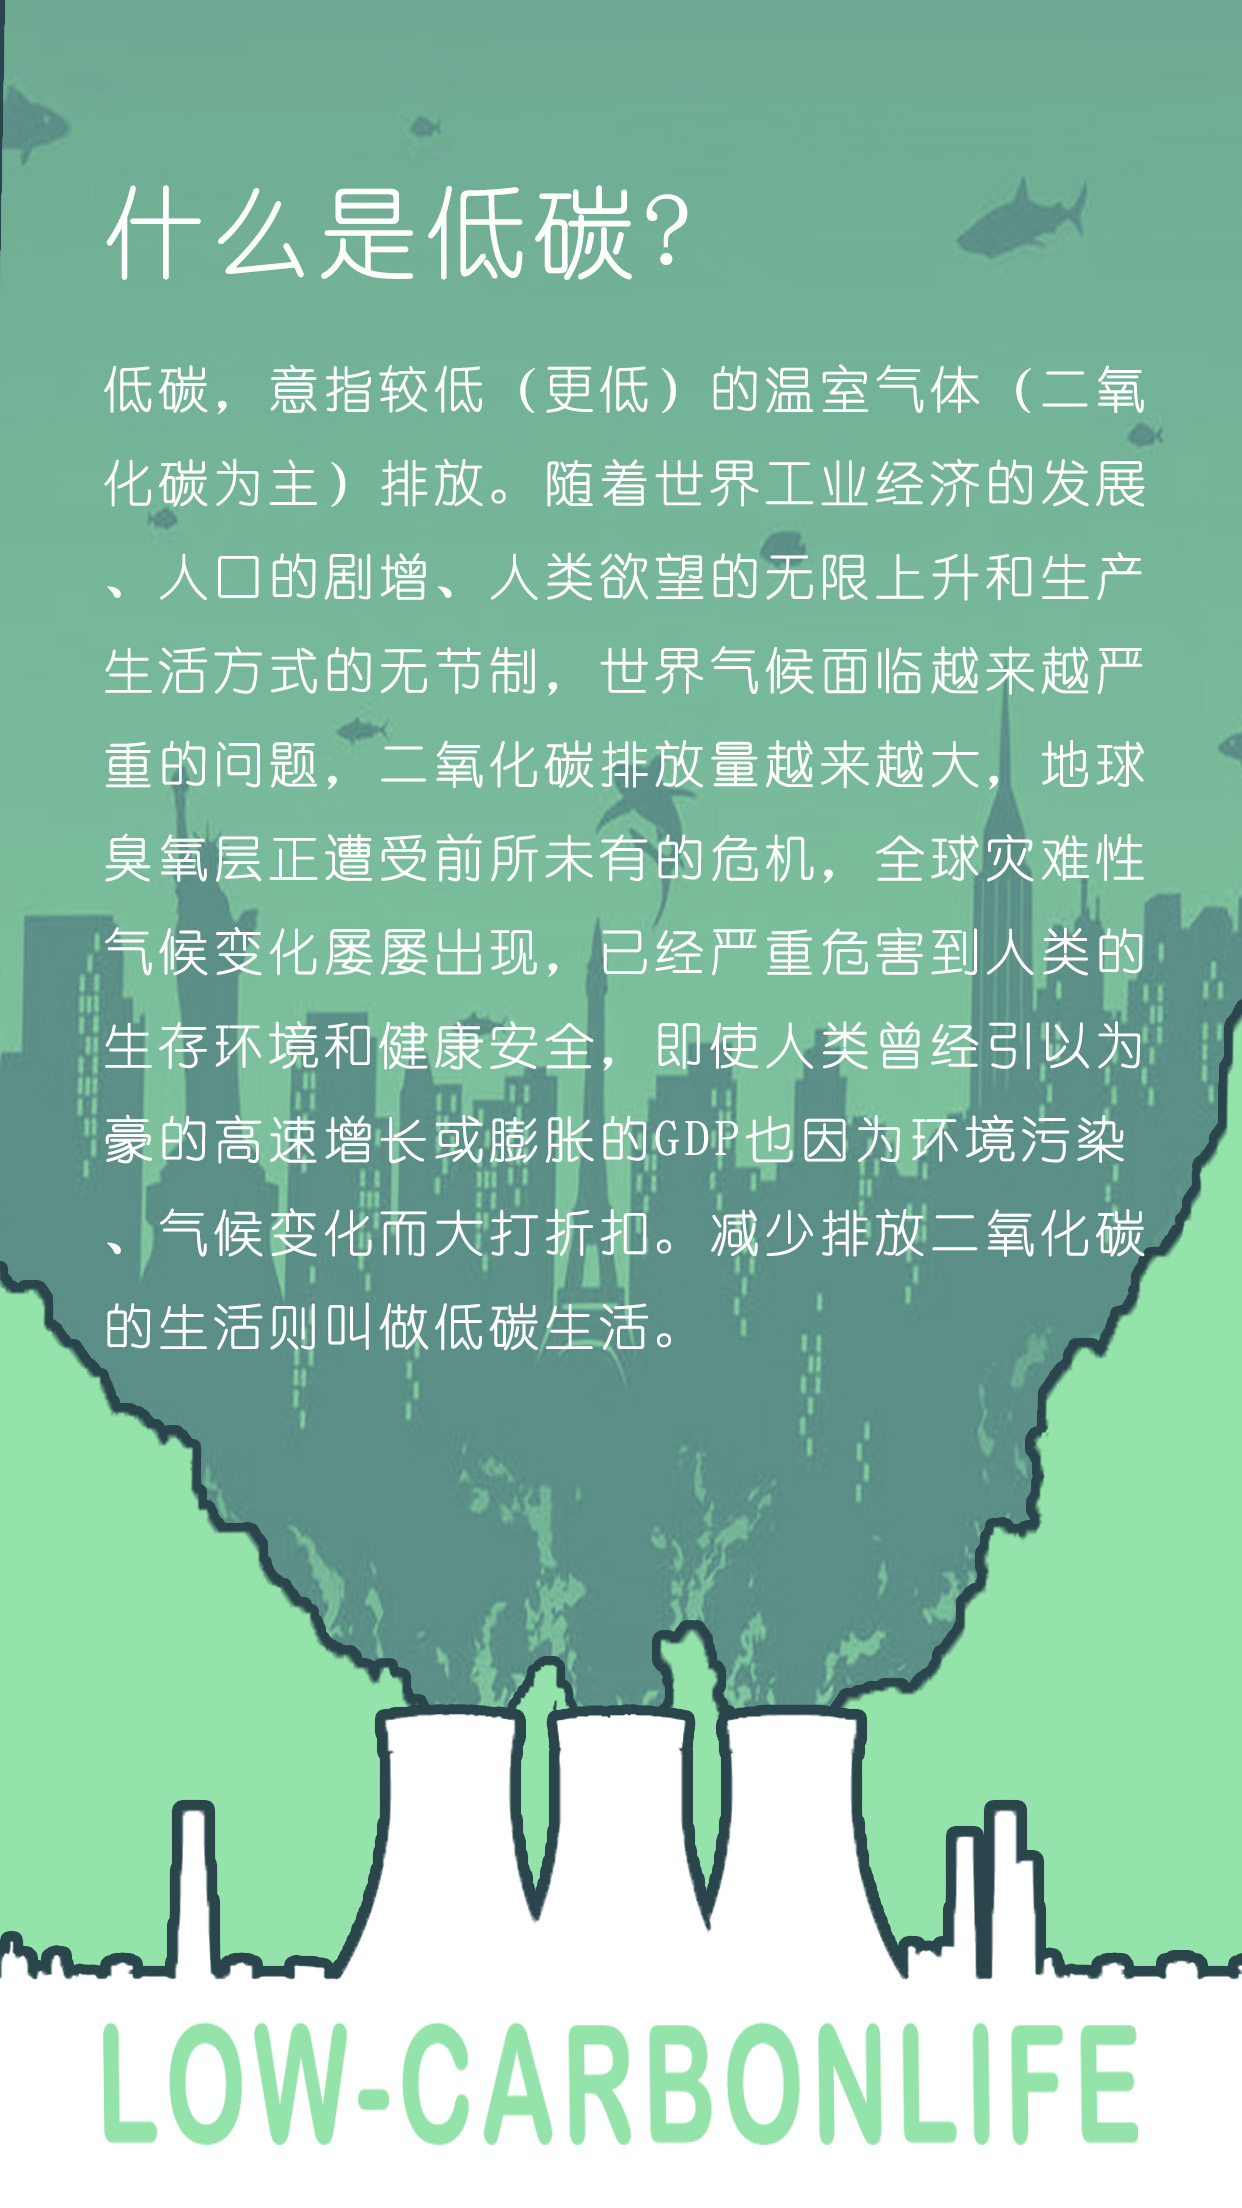 什么是低碳?
低碳，意指较低（更低）的温室气体（二氧
化碳为主）排放。随着世界工业经济的发展
、人口的剧增、人类欲望的无限上升和生产
生活方式的无节制，世界气候面临越来越严
重的问题，二氧化碳排放量越来越大，地球
臭氧层正遭受前所未有的危机，全球灾难性
气候变化屡屡出现，已经严重危害到人类的
生存环境和健康安全，即使人类曾经引以为
豪的高速增长或膨胀的GDP也因为环境污染
、气候变化而大打折扣。减少排放二氧化碳
的生活则叫做低碳生活。
LOW-CARBONLIFE